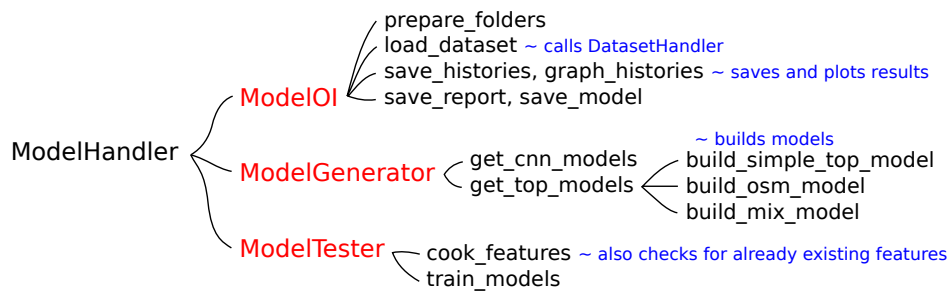 prepare_folders
load_dataset ~ calls DatasetHandler
save_histories, graph_histories ~ saves and plots results
ModelOI
save_report, save_model
ModelHandler
~ builds models
get_cnn_models
build_simple_top_model
ModelGenerator
get_top_models
build_osm_model
build_mix_model
ModelTester
cook_features ~ also checks for already existing features
train_models